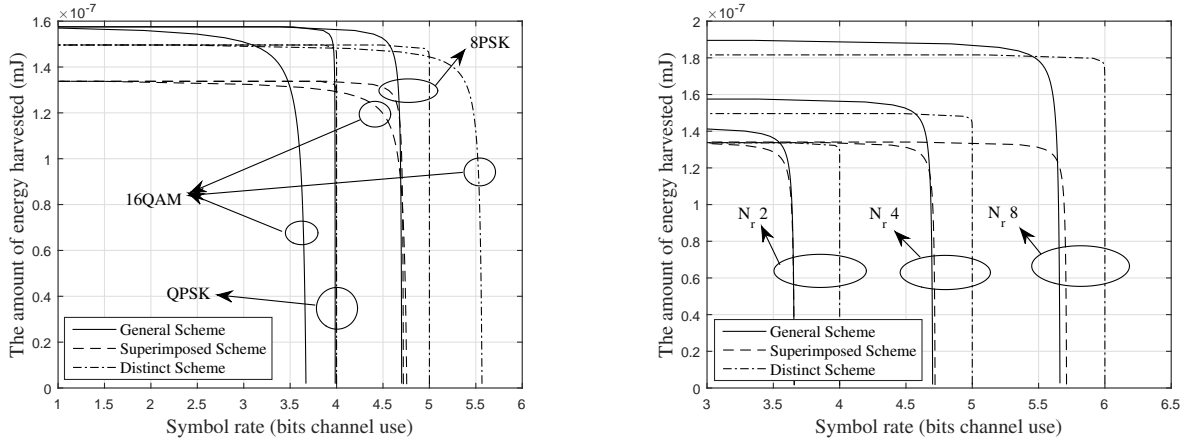 ×10⁻⁷
1.6
1.4
1.2
1
0.8
0.6
0.4
0.2
0
The amount of energy harvested (mJ)
8PSK
16QAM
QPSK
General Scheme
Superimposed Scheme
Distinct Scheme
1 1.5 2 2.5 3 3.5 4 4.5 5 5.5 6
Symbol rate (bits channel use)
×10⁻⁷
2
1.8
1.6
1.4
1.2
1
0.8
0.6
0.4
0.2
0
The amount of energy harvested (mJ)
Nᵣ 2
Nᵣ 4
Nᵣ 8
General Scheme
Superimposed Scheme
Distinct Scheme
3 3.5 4 4.5 5 5.5 6 6.5
Symbol rate (bits channel use)